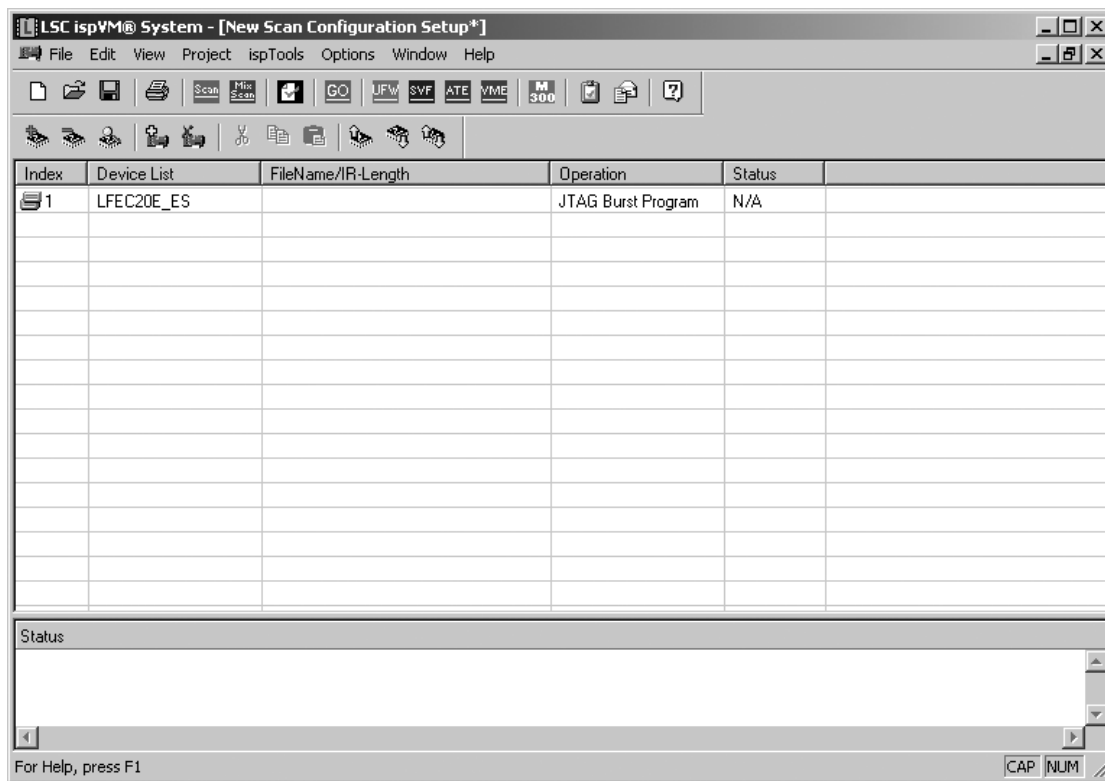 LSC ispVM® System - [New Scan Configuration Setup*]
File Edit View Project ispTools Options Window Help
Scan Mix Scan GO UFW SVF ATE VME M 300
Index Device List FileName/IR-Length Operation Status
1 LFEC20E_ES JTAG Burst Program N/A
Status
For Help, press F1 CAP NUM